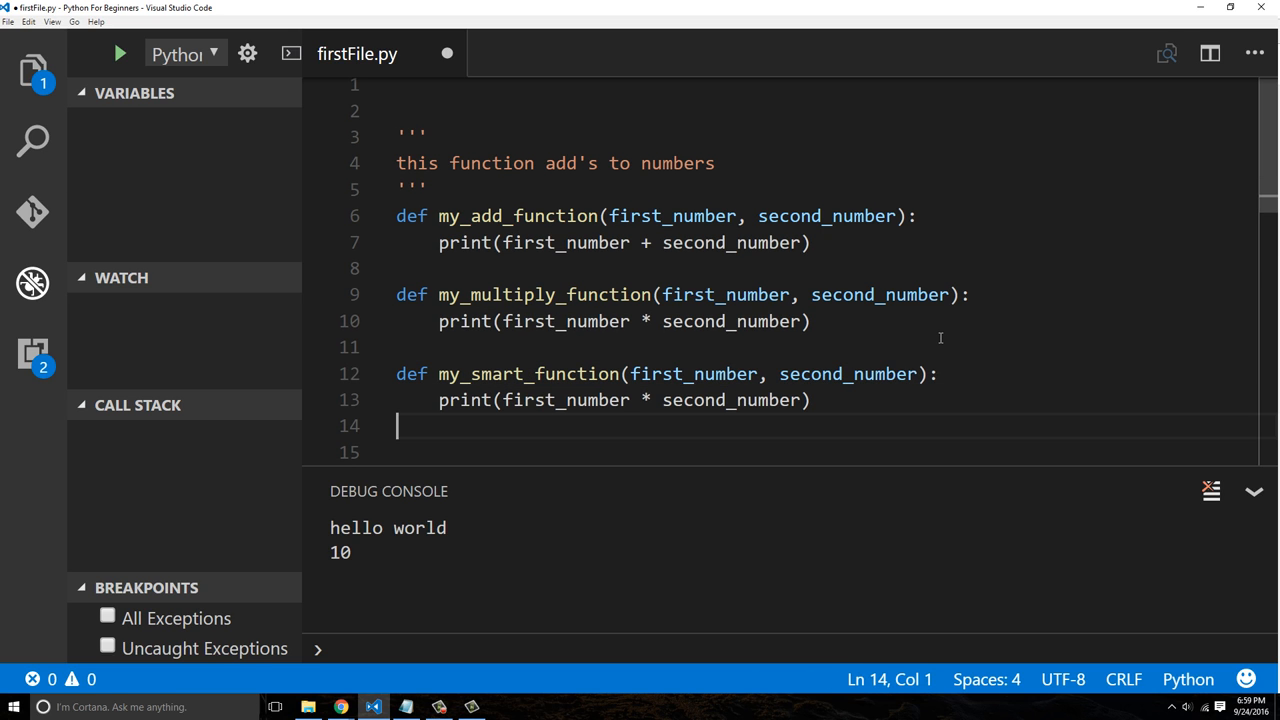 ● firstFile.py - Python For Beginners - Visual Studio Code
File Edit View Go Help
firstFile.py
1
VARIABLES
WATCH
2
CALL STACK
BREAKPOINTS
All Exceptions
Uncaught Exceptions
1
2
3 '''
4 this function add's to numbers
5 '''
6 def my_add_function(first_number, second_number):
7     print(first_number + second_number)
8
9 def my_multiply_function(first_number, second_number):
10     print(first_number * second_number)
11
12 def my_smart_function(first_number, second_number):
13     print(first_number * second_number)
14
15
DEBUG CONSOLE
hello world
10
0 0 Ln 14, Col 1 Spaces: 4 UTF-8 CRLF Python
I'm Cortana. Ask me anything.
6:59 PM
9/24/2016